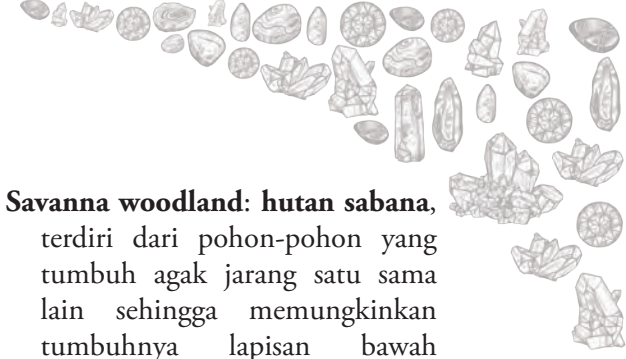 Savanna woodland: hutan sabana,
terdiri dari pohon-pohon yang
tumbuh agak jarang satu sama
lain sehingga memungkinkan
tumbuhnya lapisan bawah